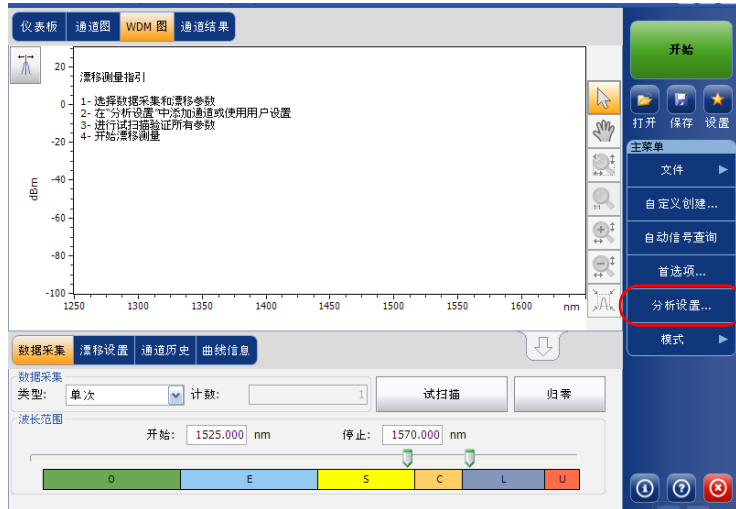 仪表板 通道图 WDM 图 通道结果
漂移测量指引
1- 选择数据采集和漂移参数
2- 在"分析设置"中添加通道或使用用户设置
3- 进行试扫描验证所有参数
4- 开始漂移测量
20
0
-20
-40
-60
-80
-100
dBm
1250 1300 1350 1400 1450 1500 1550 1600 nm
1:1
数据采集 漂移设置 通道历史 曲线信息
数据采集
类型: 单次 计数: 1 试扫描 归零
波长范围
开始: 1525.000 nm 停止: 1570.000 nm
O E S C L U
开始
打开 保存 设置
主菜单
文件
自定义创建...
自动信号查询
首选项...
分析设置...
模式